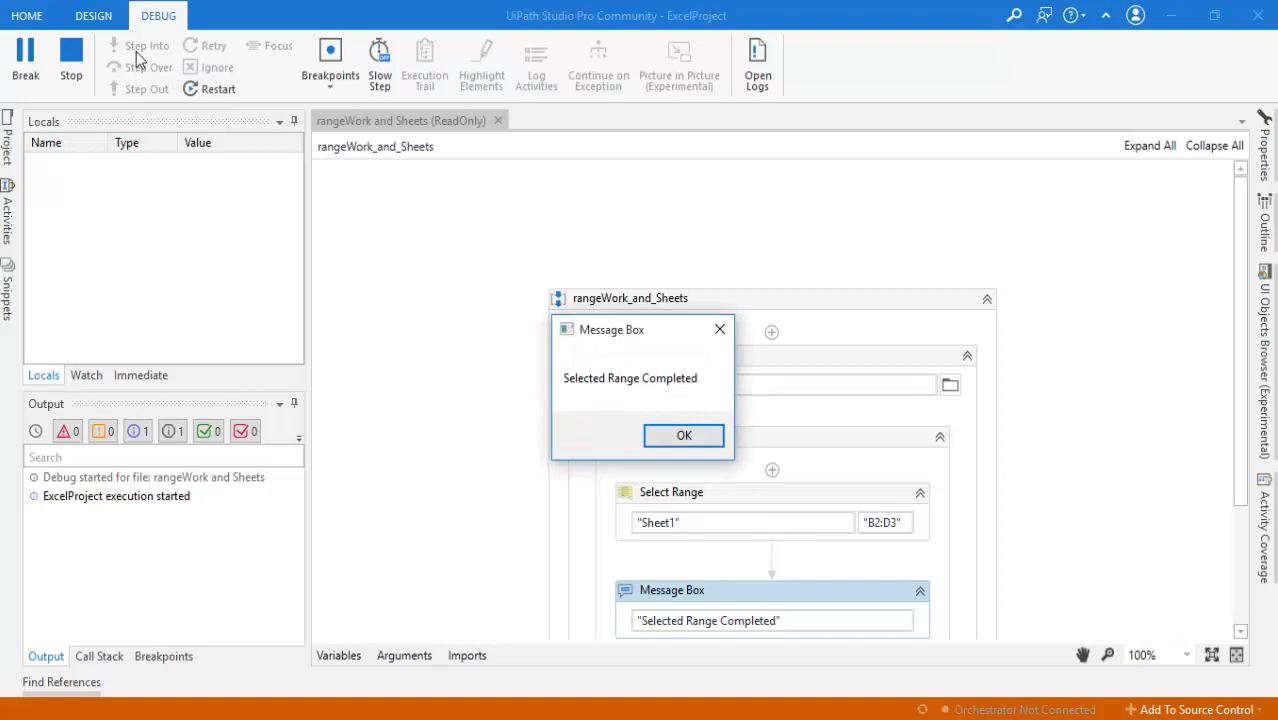 HOME DESIGN DEBUG UiPath Studio Pro Community - ExcelProject
Break
Stop
Step Into
Step Over
Step Out
Retry
Ignore
Restart
Focus
Breakpoints
Slow
Step
Execution
Trail
Highlight
Elements
Log
Activities
Continue on
Exception
Picture in Picture
(Experimental)
Open
Logs
Project
Activities
Snippets
Locals
Name Type Value
Locals Watch Immediate
Output
0 0 1 1 0 0
Search
Debug started for file: rangeWork and Sheets
ExcelProject execution started
Output Call Stack Breakpoints
Find References
rangeWork and Sheets (ReadOnly)
rangeWork_and_Sheets
Expand All Collapse All
rangeWork_and_Sheets
Message Box
Selected Range Completed
OK
Select Range
"Sheet1" "B2:D3"
Message Box
"Selected Range Completed"
Variables Arguments Imports
100%
Properties
Outline
UI Objects Browser (Experimental)
Activity Coverage
Orchestrator Not Connected
Add To Source Control